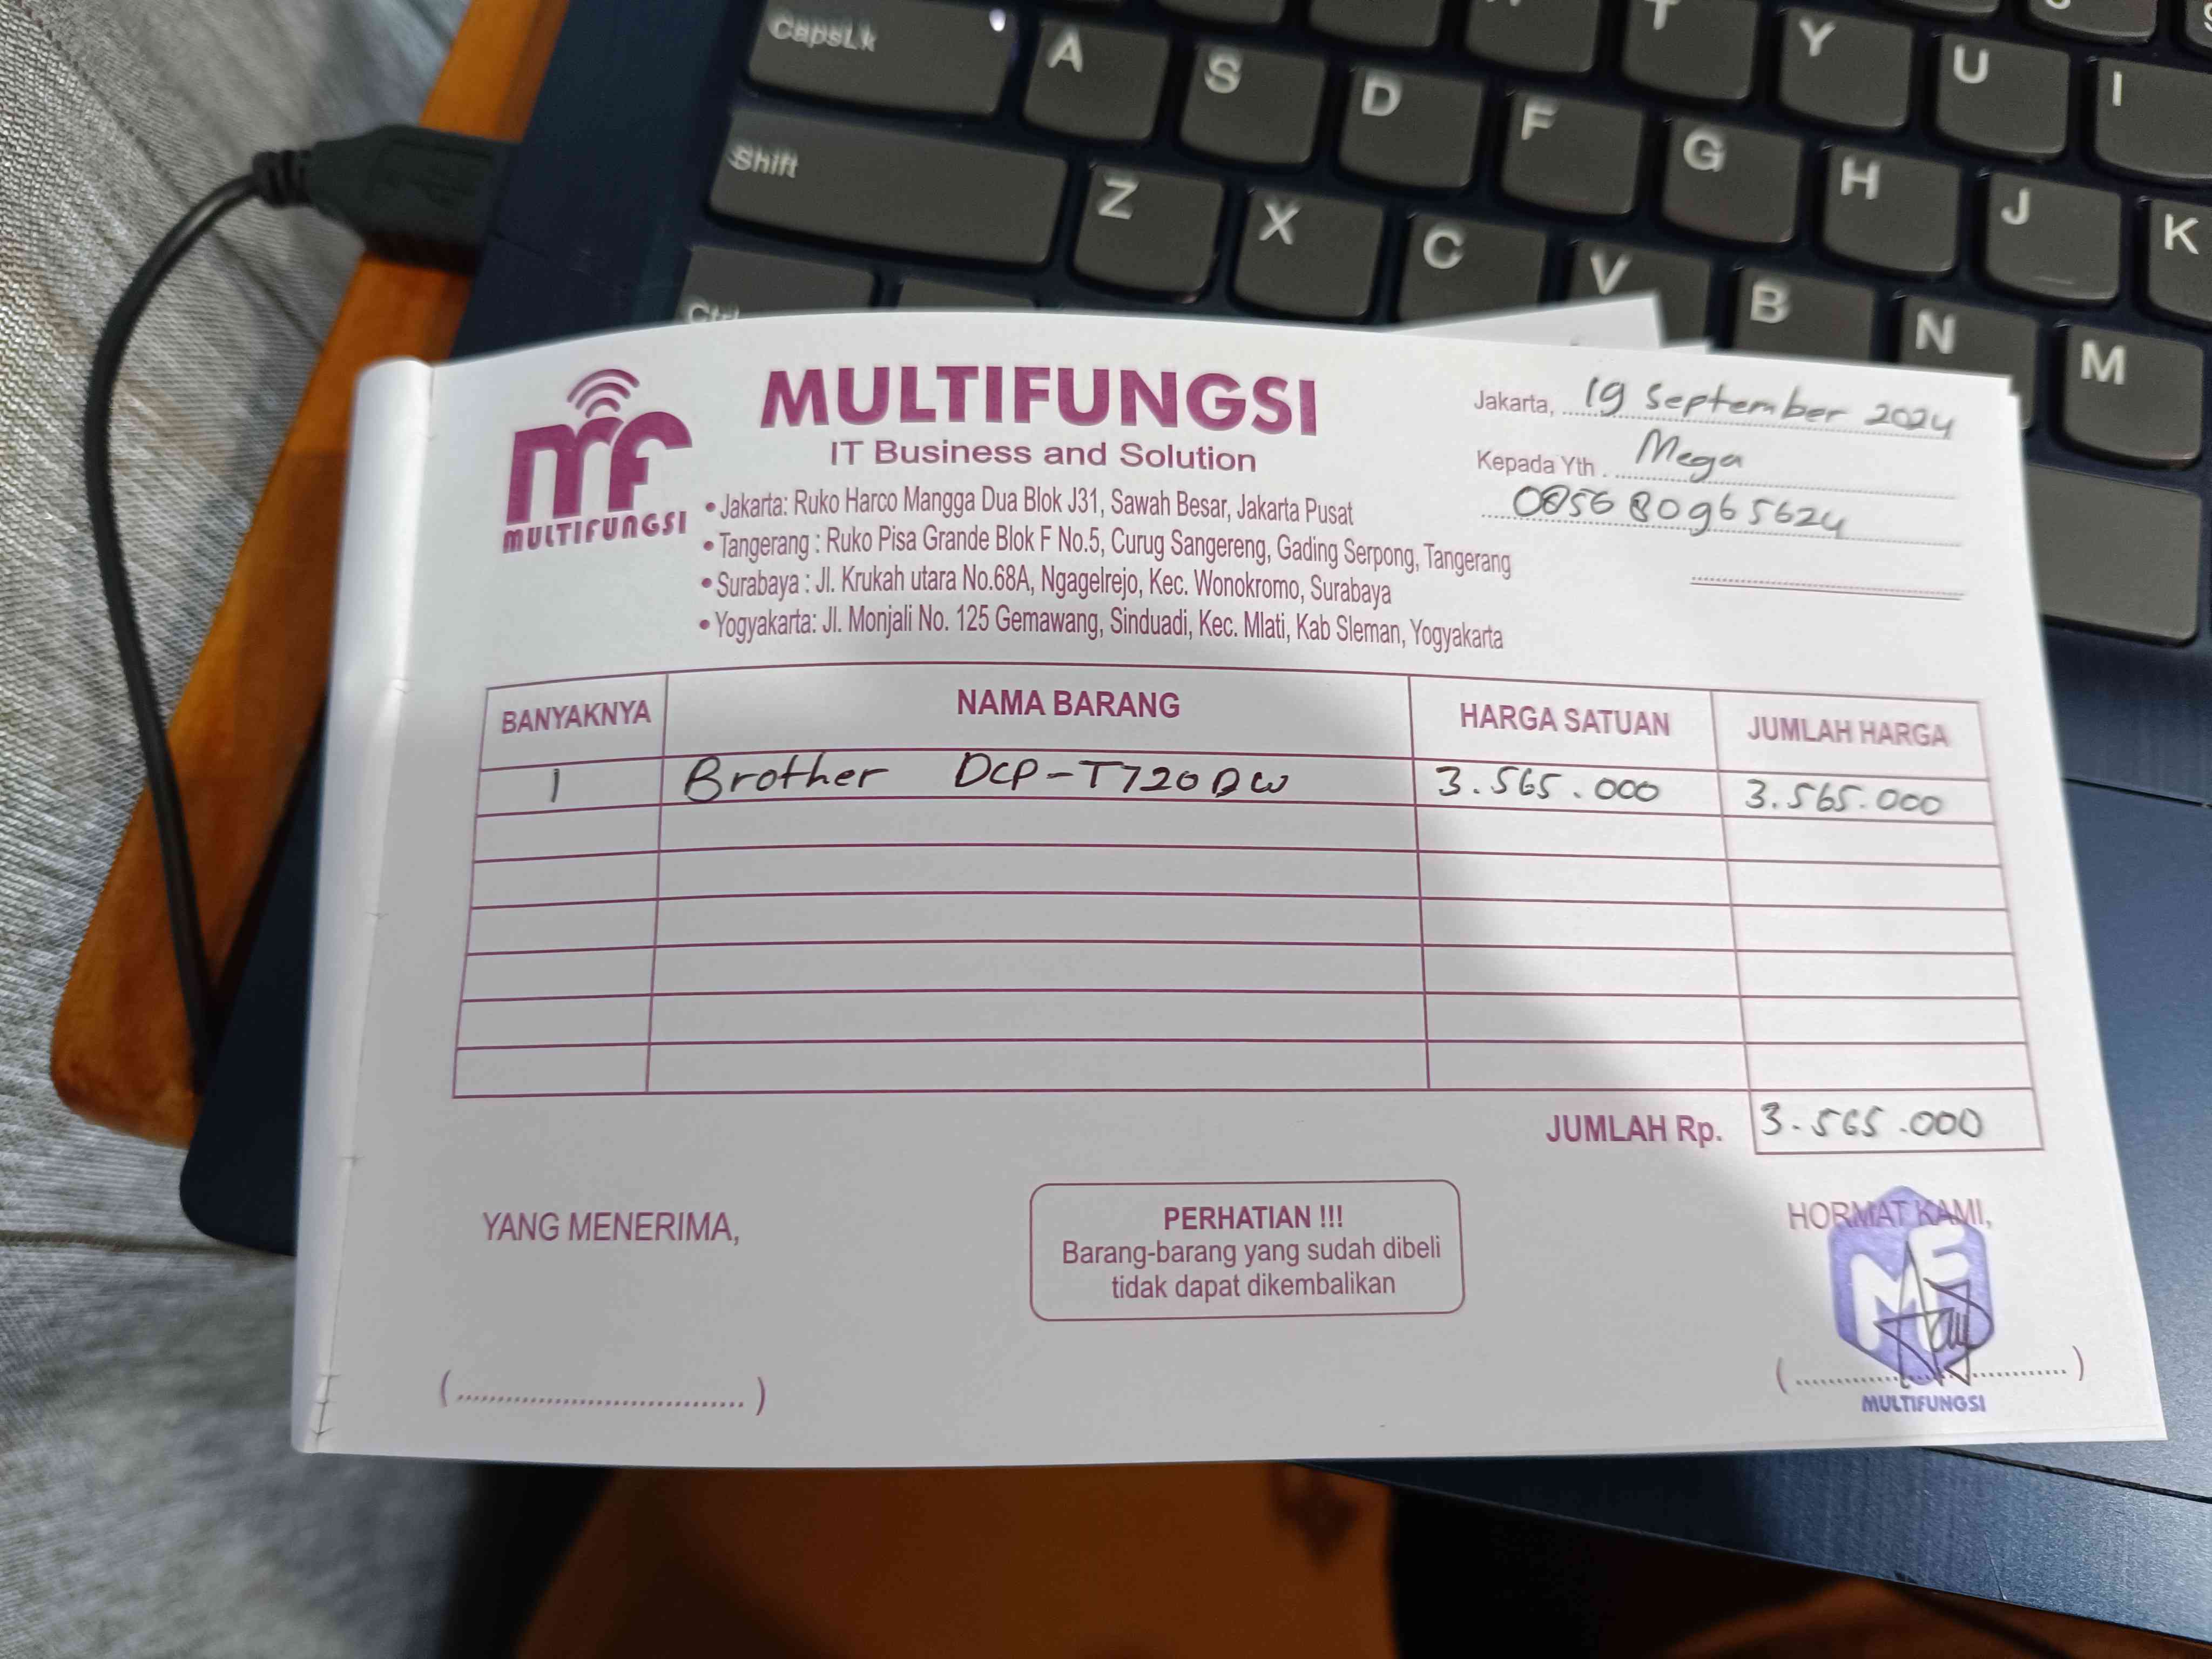 CapsLk A S D F G H J K
T Y U I
Shift Z X C V B N M
Ctrl
MULTIFUNGSI
MULTIFUNGSI
IT Business and Solution
• Jakarta: Ruko Harco Mangga Dua Blok J31, Sawah Besar, Jakarta Pusat
• Tangerang : Ruko Pisa Grande Blok F No.5, Curug Sangereng, Gading Serpong, Tangerang
• Surabaya : Jl. Krukah utara No.68A, Ngagelrejo, Kec. Wonokromo, Surabaya
• Yogyakarta: Jl. Monjali No. 125 Gemawang, Sinduadi, Kec. Mlati, Kab Sleman, Yogyakarta
Jakarta, 19 September 2024
Kepada Yth . Mega
085680965624
BANYAKNYA NAMA BARANG HARGA SATUAN JUMLAH HARGA
1 Brother DCP-T720DW 3.565.000 3.565.000
JUMLAH Rp. 3.565.000
YANG MENERIMA,
PERHATIAN !!!
Barang-barang yang sudah dibeli
tidak dapat dikembalikan
HORMAT KAMI,
MF
MULTIFUNGSI